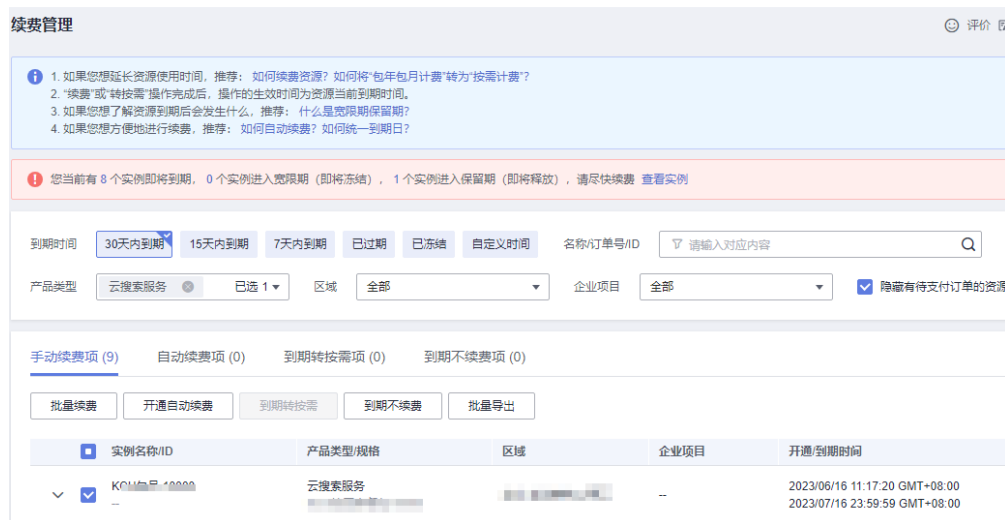 续费管理
评价
1. 如果您想延长资源使用时间，推荐： 如何续费资源？如何将“包年包月计费”转为“按需计费”？
2. “续费”或“转按需”操作完成后，操作的生效时间为资源当前到期时间。
3. 如果您想了解资源到期后会发生什么，推荐： 什么是宽限期保留期？
4. 如果您想方便地进行续费，推荐： 如何自动续费？如何统一到期日？
您当前有 8 个实例即将到期， 0 个实例进入宽限期（即将冻结）， 1 个实例进入保留期（即将释放）， 请尽快续费 查看实例
到期时间 30天内到期 15天内到期 7天内到期 已过期 已冻结 自定义时间 名称/订单号/ID 请输入对应内容
产品类型 云搜索服务 已选 1 区域 全部 企业项目 全部 隐藏有待支付订单的资源
手动续费项 (9) 自动续费项 (0) 到期转按需项 (0) 到期不续费项 (0)
批量续费 开通自动续费 到期转按需 到期不续费 批量导出
实例名称/ID 产品类型/规格 区域 企业项目 开通/到期时间
云搜索服务 -- 2023/06/16 11:17:20 GMT+08:00
-- 2023/07/16 23:59:59 GMT+08:00